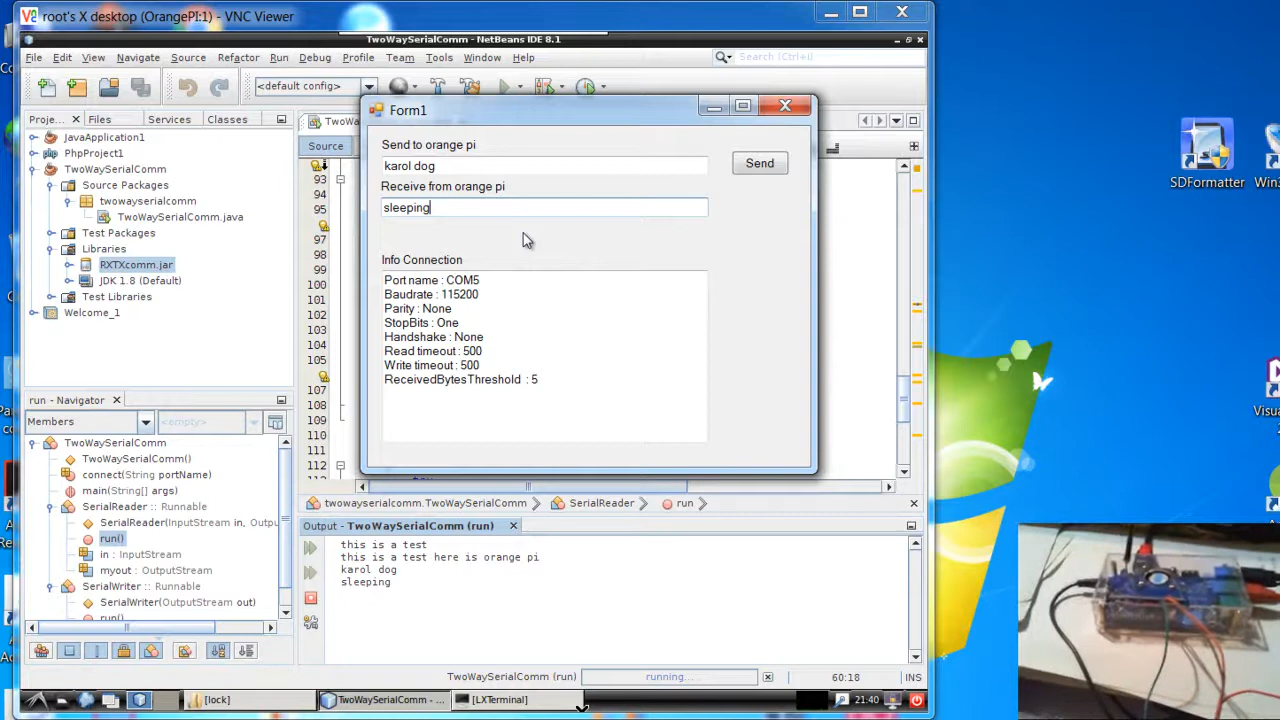 root's X desktop (OrangePI:1) - VNC Viewer
TwoWaySerialComm - NetBeans IDE 8.1
File Edit View Navigate Source Refactor Run Debug Profile Team Tools Window Help
Search (Ctrl+I)
<default config>
Proje...
Files
Services
Classes
JavaApplication1
PhpProject1
TwoWaySerialComm
Source Packages
twowayserialcomm
TwoWaySerialComm.java
Test Packages
Libraries
RXTXcomm.jar
JDK 1.8 (Default)
Test Libraries
Welcome_1
run - Navigator
Members
<empty>
TwoWaySerialComm
TwoWaySerialComm()
connect(String portName)
main(String[] args)
SerialReader :: Runnable
SerialReader(InputStream in, Outpu
run()
in : InputStream
myout : OutputStream
SerialWriter :: Runnable
SerialWriter(OutputStream out)
run()
Source
93
94
95
97
98
99
100
101
102
103
104
105
107
108
109
110
111
112
Form1
Send to orange pi
karol dog
Send
Receive from orange pi
sleeping
Info Connection
Port name : COM5
Baudrate : 115200
Parity : None
StopBits : One
Handshake : None
Read timeout : 500
Write timeout : 500
ReceivedBytesThreshold : 5
twowayserialcomm.TwoWaySerialComm
SerialReader
run
Output - TwoWaySerialComm (run)
this is a test
this is a test here is orange pi
karol dog
sleeping
TwoWaySerialComm (run)
running...
60:18
INS
[lock]
TwoWaySerialComm - ...
[LXTerminal]
21:40
SDFormatter